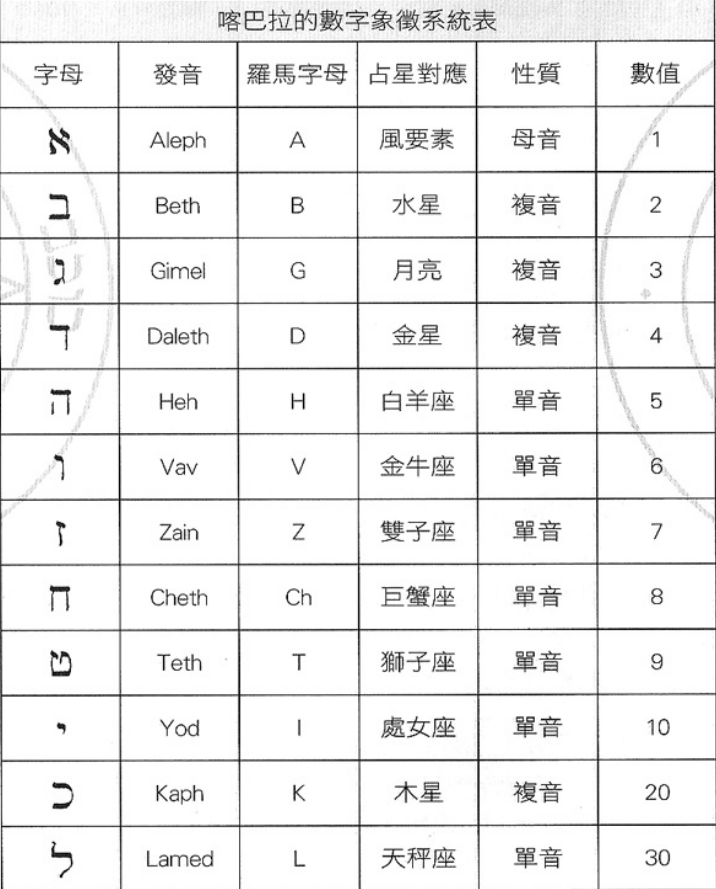 喀巴拉的數字象徵系統表
字母 發音 羅馬字母 占星對應 性質 數值
א Aleph A 風要素 母音 1
ב Beth B 水星 複音 2
ג Gimel G 月亮 複音 3
ד Daleth D 金星 複音 4
ה Heh H 白羊座 單音 5
ו Vav V 金牛座 單音 6
ז Zain Z 雙子座 單音 7
ח Cheth Ch 巨蟹座 單音 8
ט Teth T 獅子座 單音 9
י Yod I 處女座 單音 10
כ Kaph K 木星 複音 20
ל Lamed L 天秤座 單音 30